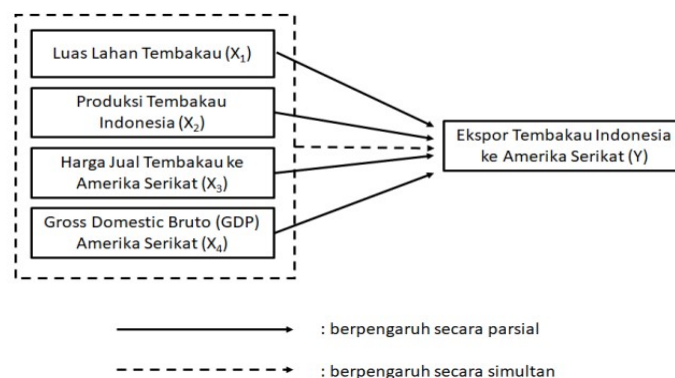 Luas Lahan Tembakau (X₁)
Produksi Tembakau
Indonesia (X₂)
Harga Jual Tembakau ke
Amerika Serikat (X₃)
Gross Domestic Bruto (GDP)
Amerika Serikat (X₄)
Ekspor Tembakau Indonesia
ke Amerika Serikat (Y)
: berpengaruh secara parsial
: berpengaruh secara simultan